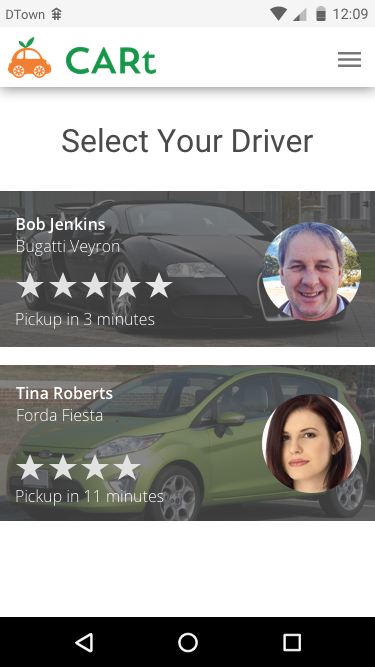 DTown
12:09
CARt
Select Your Driver
Bob Jenkins
Bugatti Veyron
Pickup in 3 minutes
Tina Roberts
Forda Fiesta
Pickup in 11 minutes